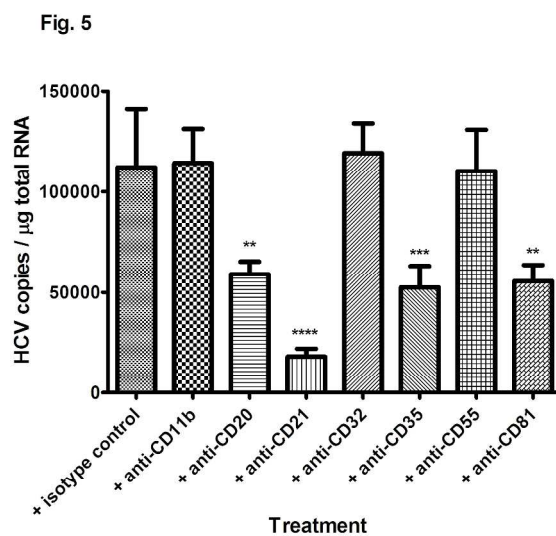 Fig. 5
HCV copies / µg total RNA
150000
100000
50000
0
**
****
***
**
+ isotype control
+ anti-CD11b
+ anti-CD20
+ anti-CD21
+ anti-CD32
+ anti-CD35
+ anti-CD55
+ anti-CD81
Treatment